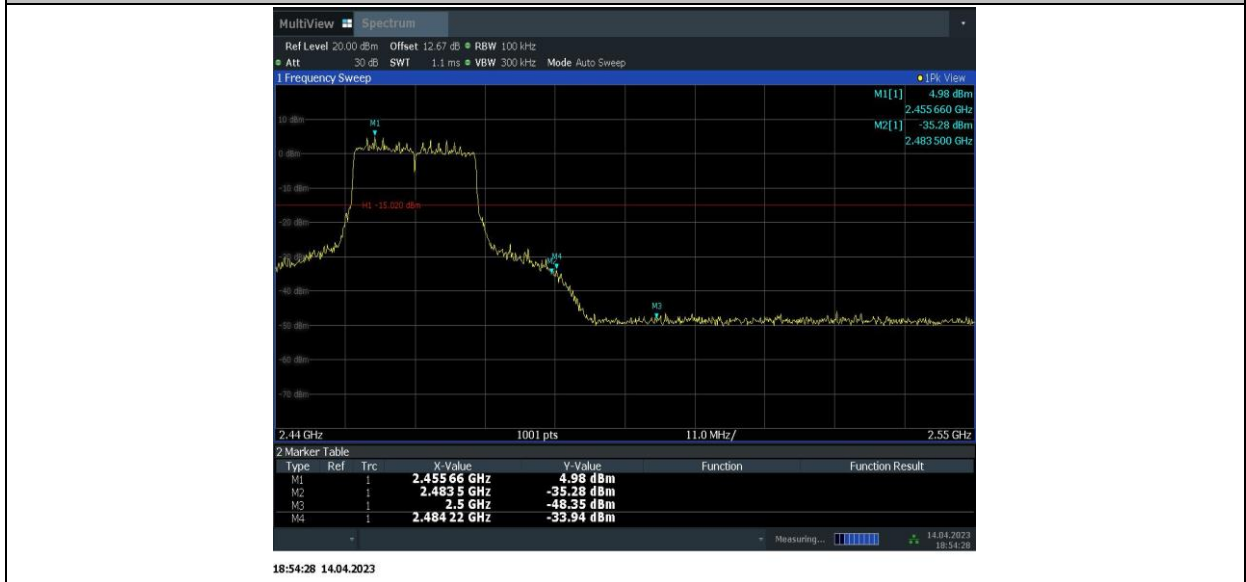 MultiView Spectrum
Ref Level 20.00 dBm Offset 12.67 dB RBW 100 kHz
Att 30 dB SWT 1.1 ms VBW 300 kHz Mode Auto Sweep
1 Frequency Sweep 1Pk View
M1[1] 4.98 dBm
2.455 660 GHz
M2[1] -35.28 dBm
2.483 500 GHz
10 dBm
M1
0 dBm
-10 dBm
H1 -15.020 dBm
-20 dBm
M4
-40 dBm
M3
-50 dBm
-60 dBm
-70 dBm
2.44 GHz 1001 pts 11.0 MHz/ 2.55 GHz
2 Marker Table
Type Ref Trc X-Value Y-Value Function Function Result
M1 1 2.455 66 GHz 4.98 dBm
M2 1 2.483 5 GHz -35.28 dBm
M3 1 2.5 GHz -48.35 dBm
M4 1 2.484 22 GHz -33.94 dBm
Measuring... 14.04.2023
18:54:28
18:54:28 14.04.2023